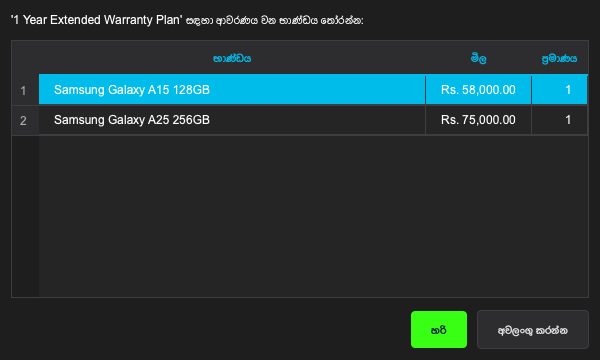 '1 Year Extended Warranty Plan' සඳහා ආවරණය වන භාණ්ඩය තෝරන්න:
භාණ්ඩය මිල ප්‍රමාණය
1 Samsung Galaxy A15 128GB Rs. 58,000.00 1
2 Samsung Galaxy A25 256GB Rs. 75,000.00 1
හරි අවලංගු කරන්න